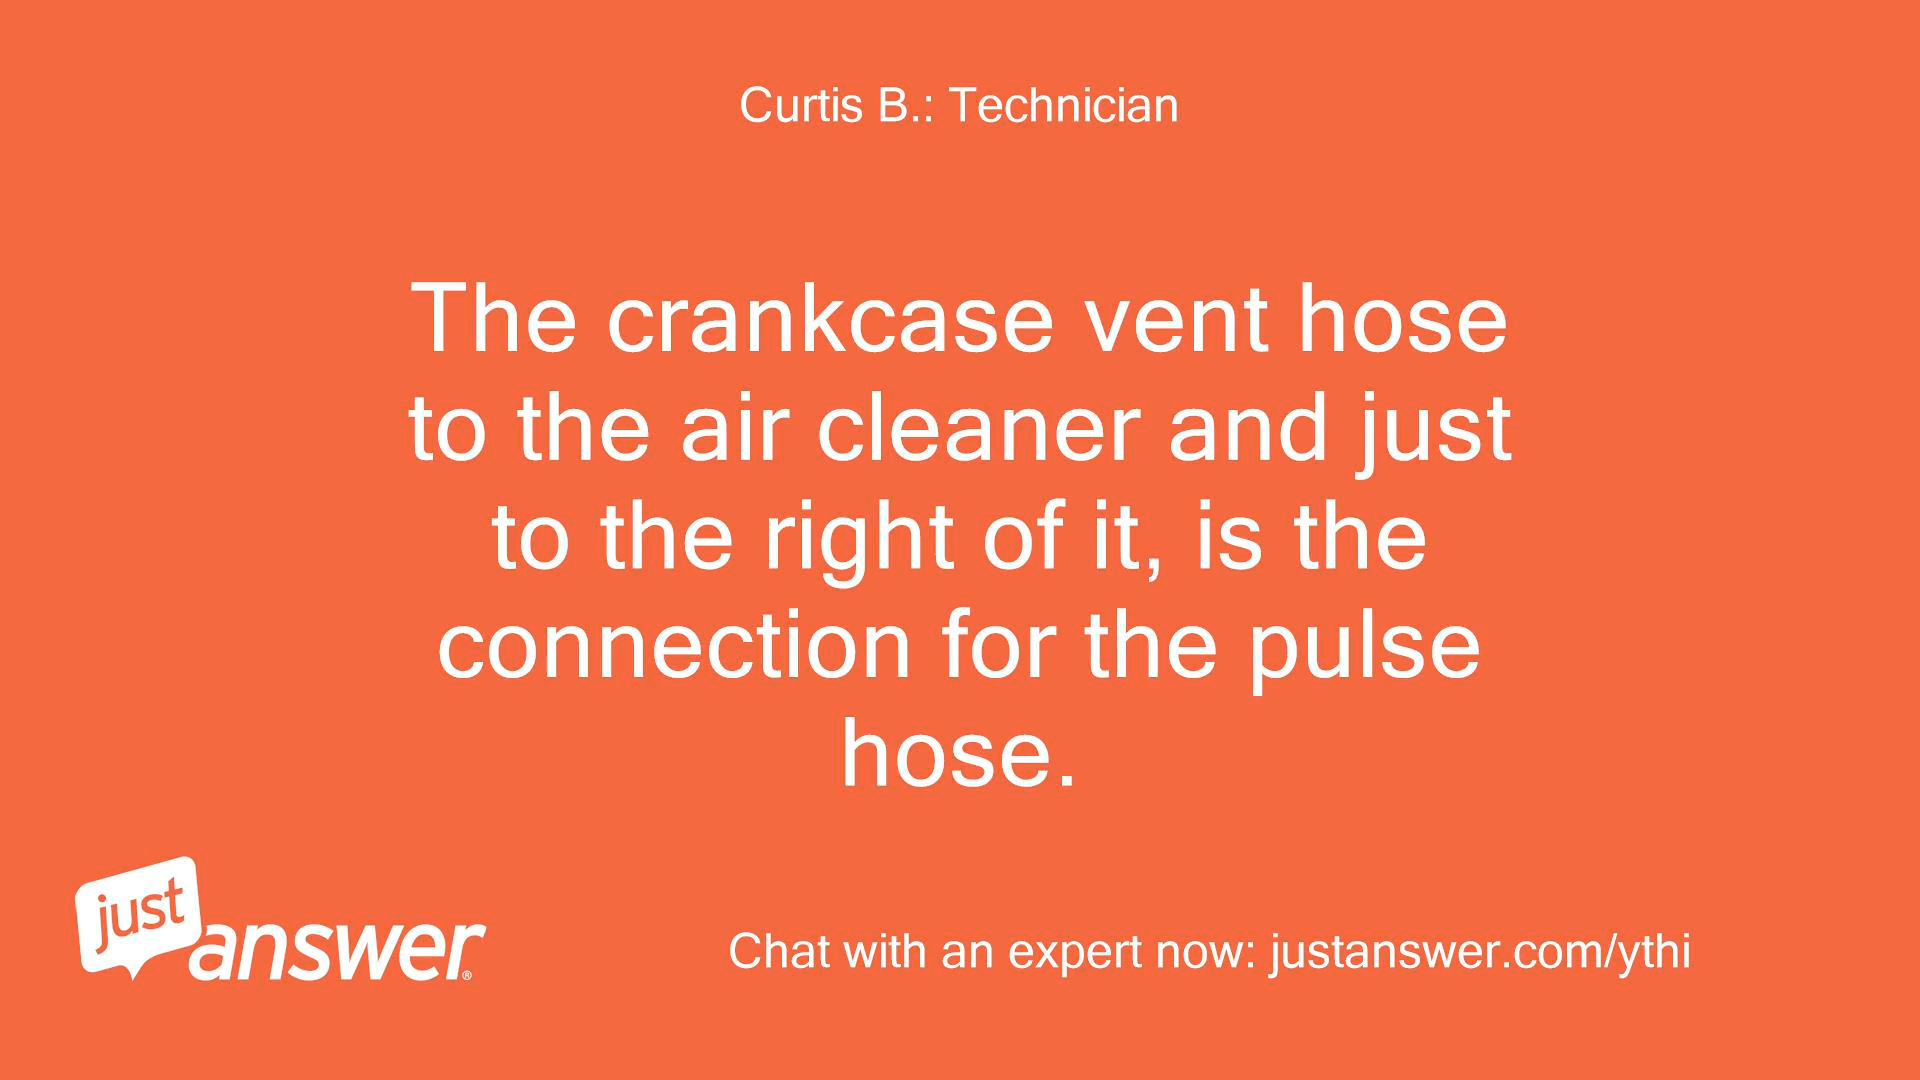 Curtis B.: Technician
The crankcase vent hose
to the air cleaner and just
to the right of it, is the
connection for the pulse
hose.
just
answer®
Chat with an expert now: justanswer.com/ythi